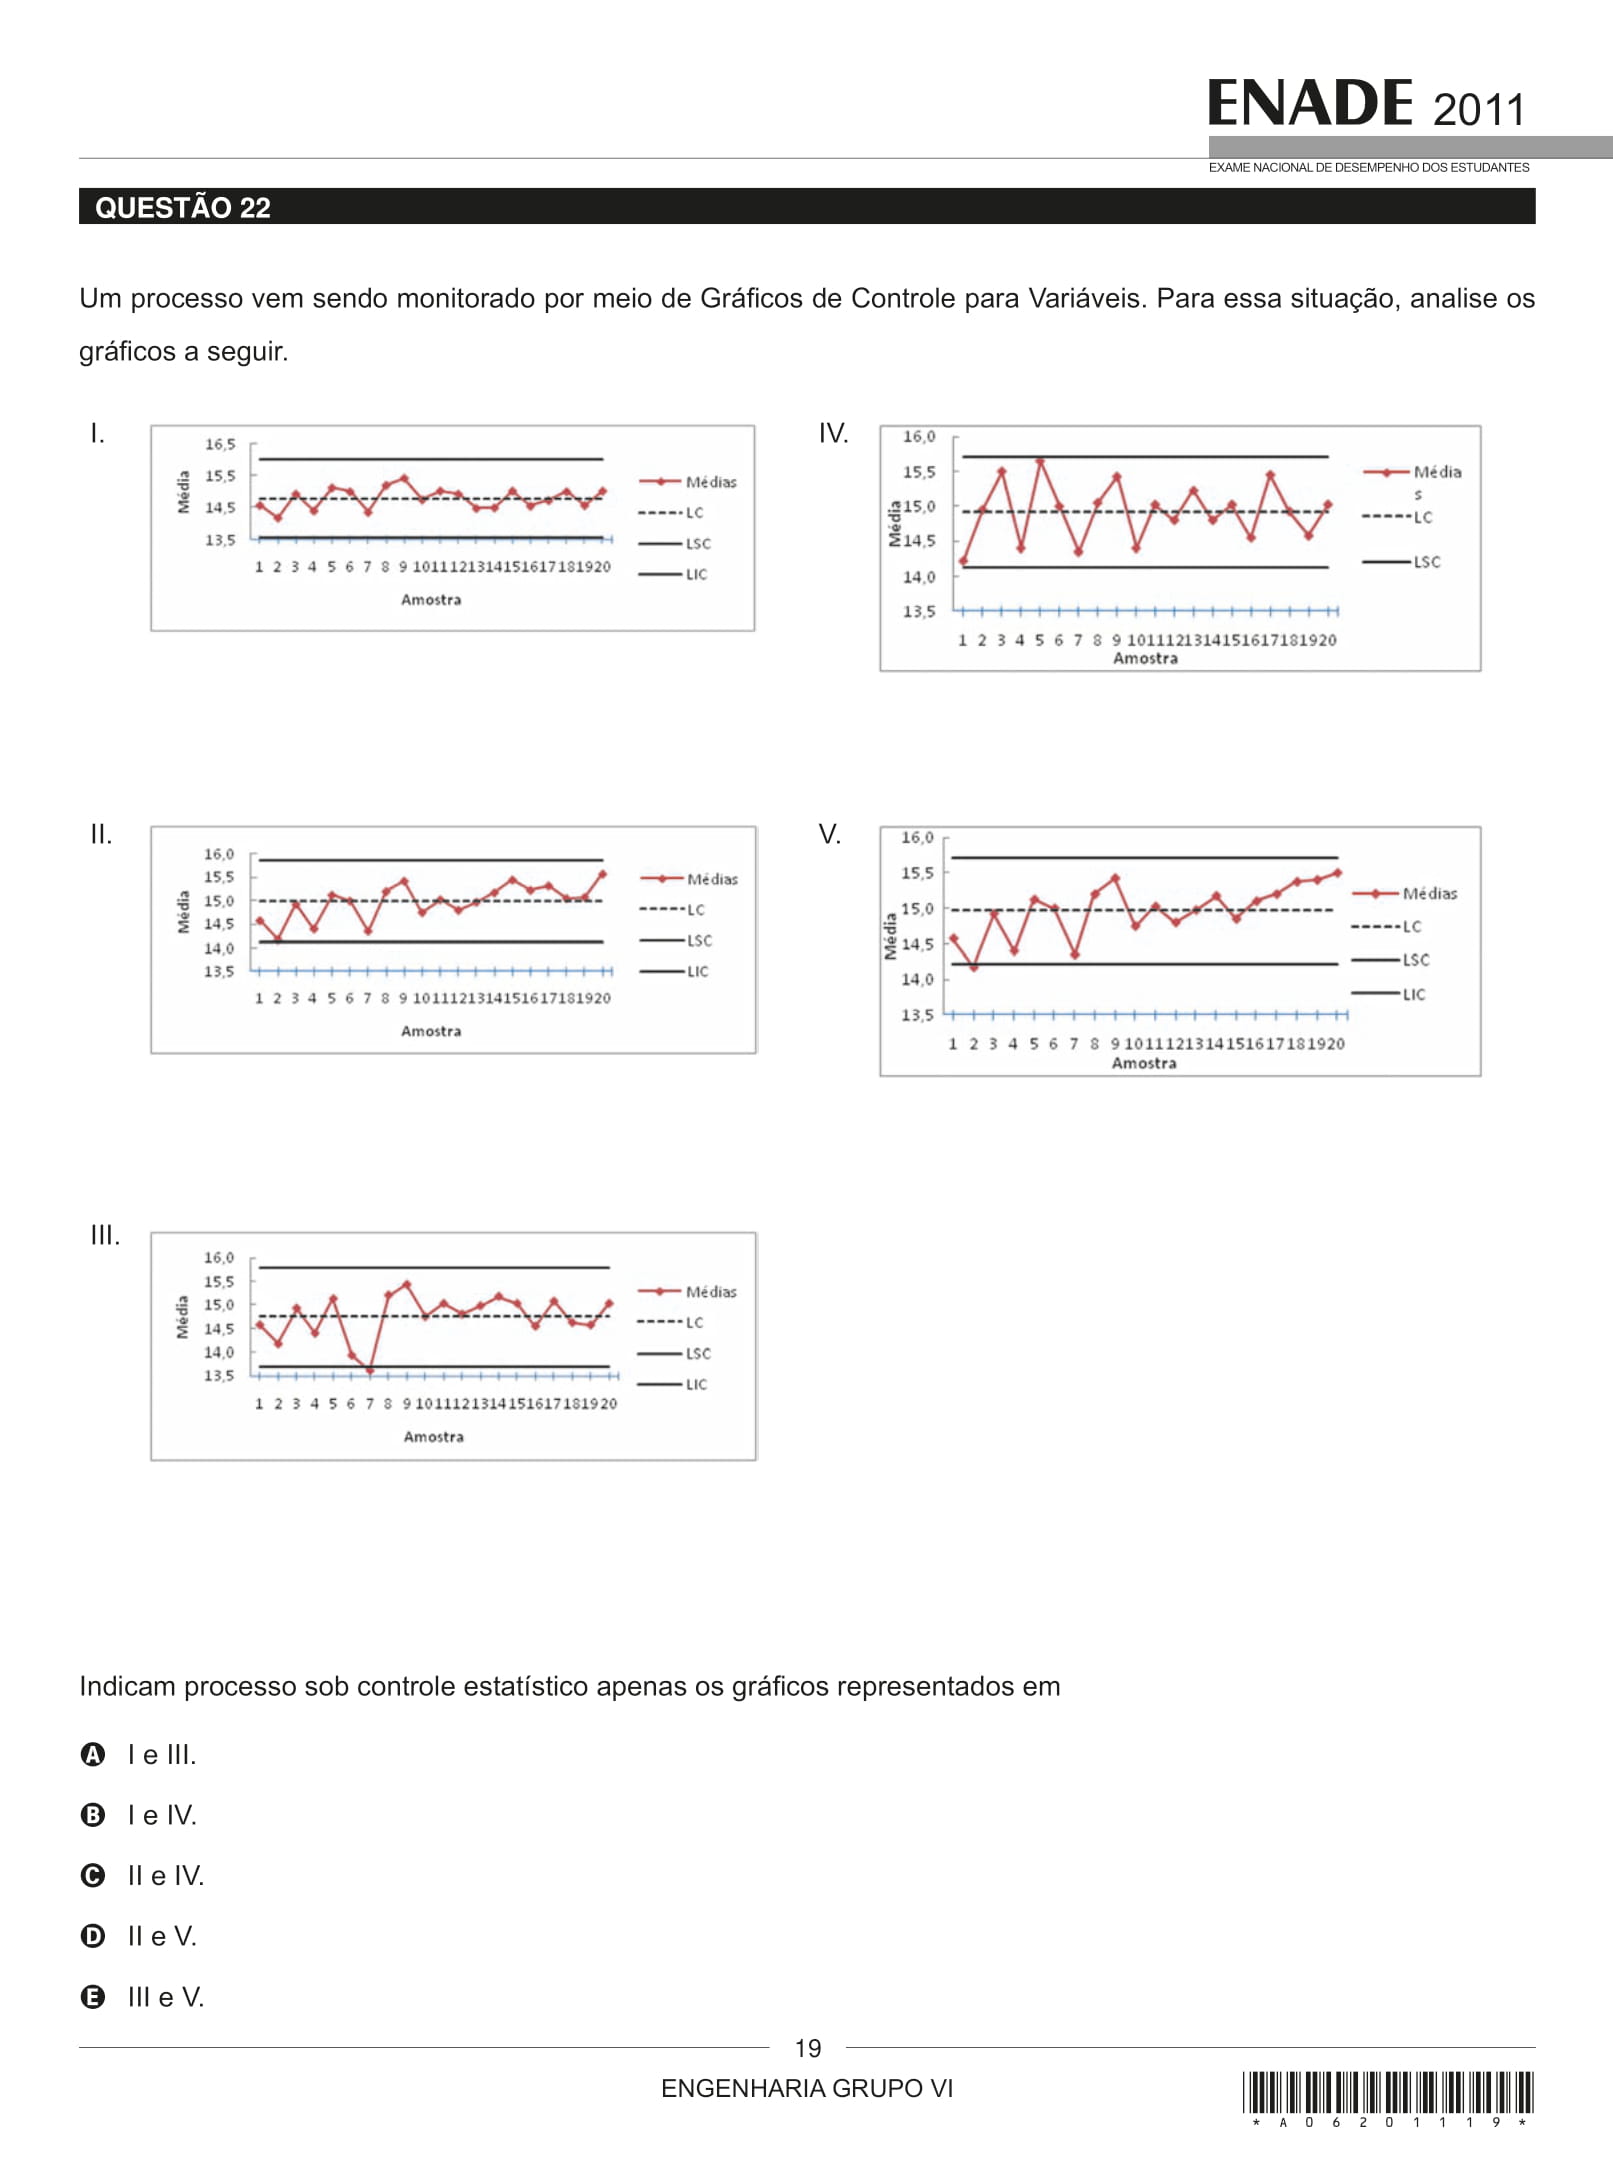 ENADE 2011
EXAME NACIONAL DE DESEMPENHO DOS ESTUDANTES
QUESTÃO 22
Um processo vem sendo monitorado por meio de Gráficos de Controle para Variáveis. Para essa situação, analise os
gráficos a seguir.
I.
16,5
15,5
14,5
13,5
Média
1 2 3 4 5 6 7 8 9 1011121314151617181920
Amostra
Médias
LC
LSC
LIC
IV.
16,0
15,5
15,0
14,5
14,0
13,5
Média
1 2 3 4 5 6 7 8 9 1011121314151617181920
Amostra
Média
s
LC
LSC
II.
16,0
15,5
15,0
14,5
14,0
13,5
Média
1 2 3 4 5 6 7 8 9 1011121314151617181920
Amostra
Médias
LC
LSC
LIC
V.
16,0
15,5
15,0
14,5
14,0
13,5
Média
1 2 3 4 5 6 7 8 9 1011121314151617181920
Amostra
Médias
LC
LSC
LIC
III.
16,0
15,5
15,0
14,5
14,0
13,5
Média
1 2 3 4 5 6 7 8 9 1011121314151617181920
Amostra
Médias
LC
LSC
LIC
Indicam processo sob controle estatístico apenas os gráficos representados em
A I e III.
B I e IV.
C II e IV.
D II e V.
E III e V.
19
ENGENHARIA GRUPO VI
* A 0 6 2 0 1 1 1 9 *